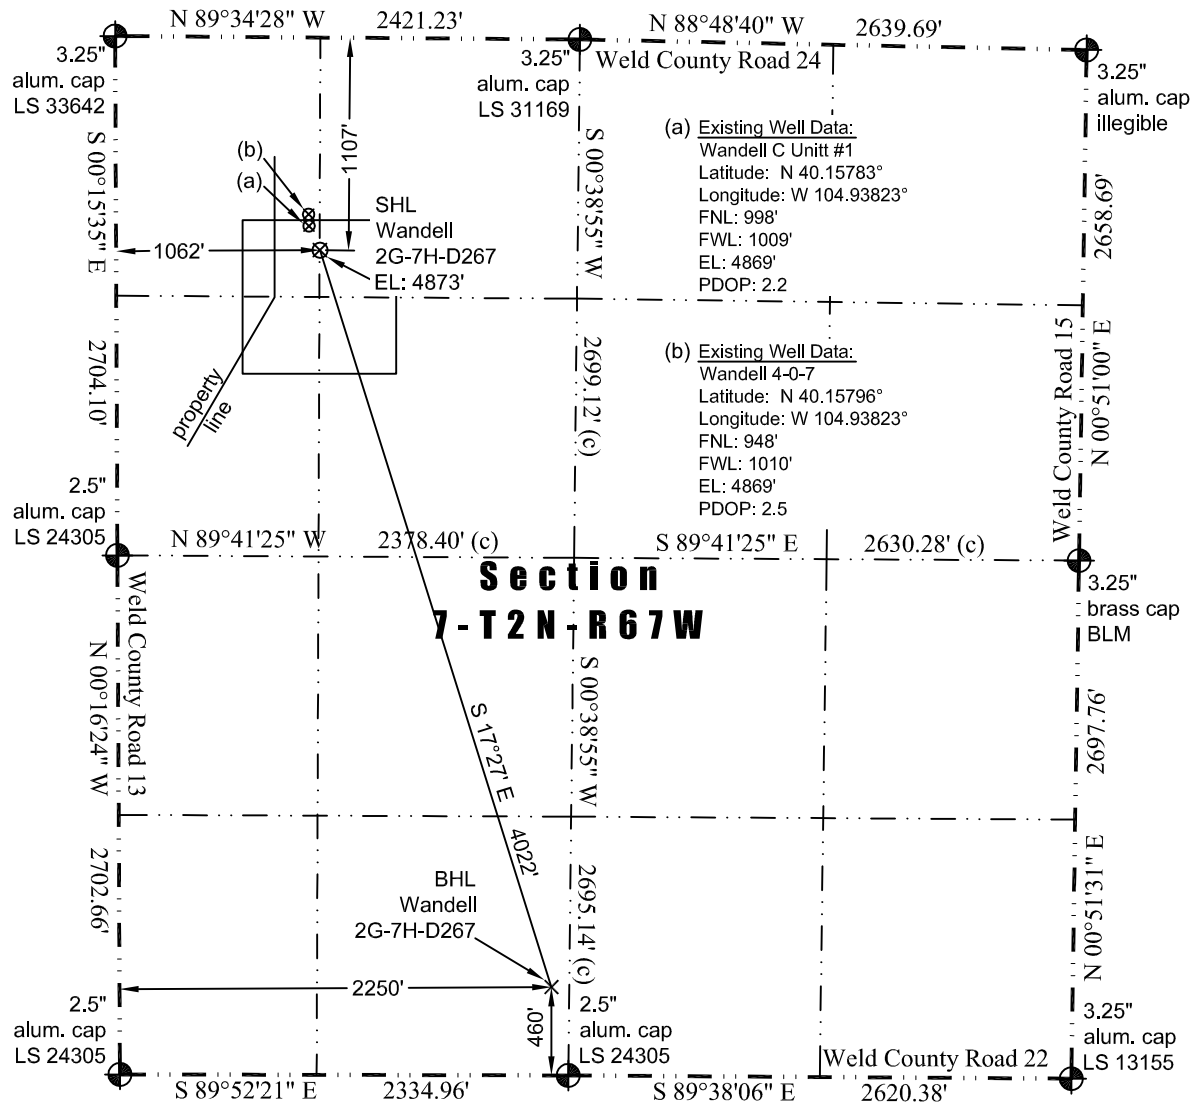 N 89°34'28" W 2421.23'
N 88°48'40" W 2639.69'
3.25"
alum. cap
LS 33642
3.25"
alum. cap
LS 31169
Weld County Road 24
3.25"
alum. cap
illegible
S 00°15'35" E
2704.10'
1107'
(b)
(a)
SHL
Wandell
2G-7H-D267
EL: 4873'
1062'
property
line
S 00°38'55" W
2699.12' (c)
(a) Existing Well Data:
Wandell C Unitt #1
Latitude: N 40.15783°
Longitude: W 104.93823°
FNL: 998'
FWL: 1009'
EL: 4869'
PDOP: 2.2
(b) Existing Well Data:
Wandell 4-0-7
Latitude: N 40.15796°
Longitude: W 104.93823°
FNL: 948'
FWL: 1010'
EL: 4869'
PDOP: 2.5
2658.69'
N 00°51'00" E
Weld County Road 15
2.5"
alum. cap
LS 24305
N 89°41'25" W 2378.40' (c)
S 89°41'25" E 2630.28' (c)
Section
7-T2N-R67W
3.25"
brass cap
BLM
Weld County Road 13
N 00°16'24" W
2702.66'
S 17°27' E 4022'
S 00°38'55" W
2695.14' (c)
2697.76'
N 00°51'31" E
BHL
Wandell
2G-7H-D267
2250'
460'
2.5"
alum. cap
LS 24305
2.5"
alum. cap
LS 24305
3.25"
alum. cap
LS 13155
Weld County Road 22
S 89°52'21" E 2334.96'
S 89°38'06" E 2620.38'